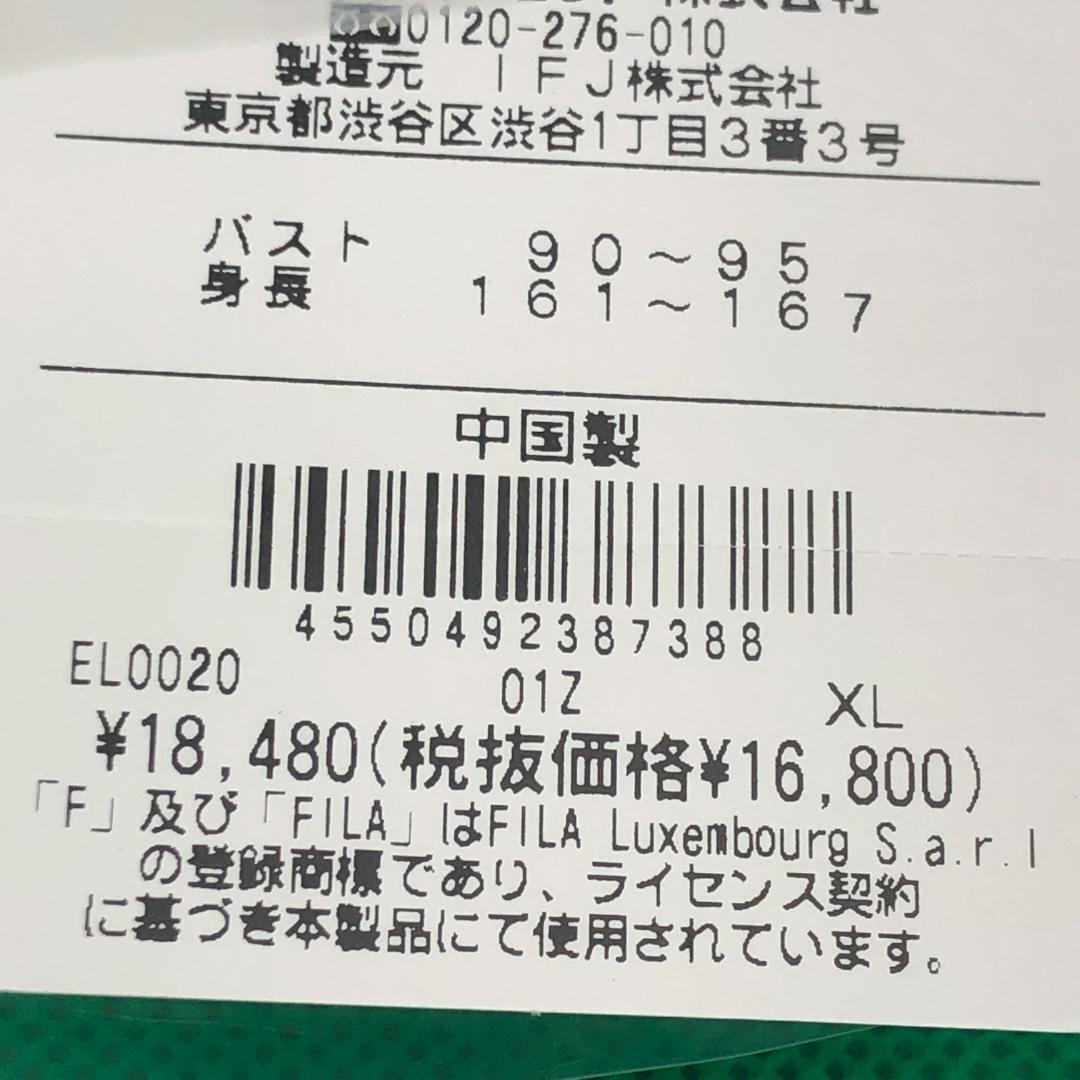 株式会社
0120-276-010
製造元 IFJ株式会社
東京都渋谷区渋谷1丁目3番3号
バスト 90〜95
身長 161〜167
中国製
4550492387388
EL0020 01Z XL
¥18,480(税抜価格¥16,800)
「F」及び「FILA」はFILA Luxembourg S.a.r.l
の登録商標であり、ライセンス契約
に基づき本製品にて使用されています。